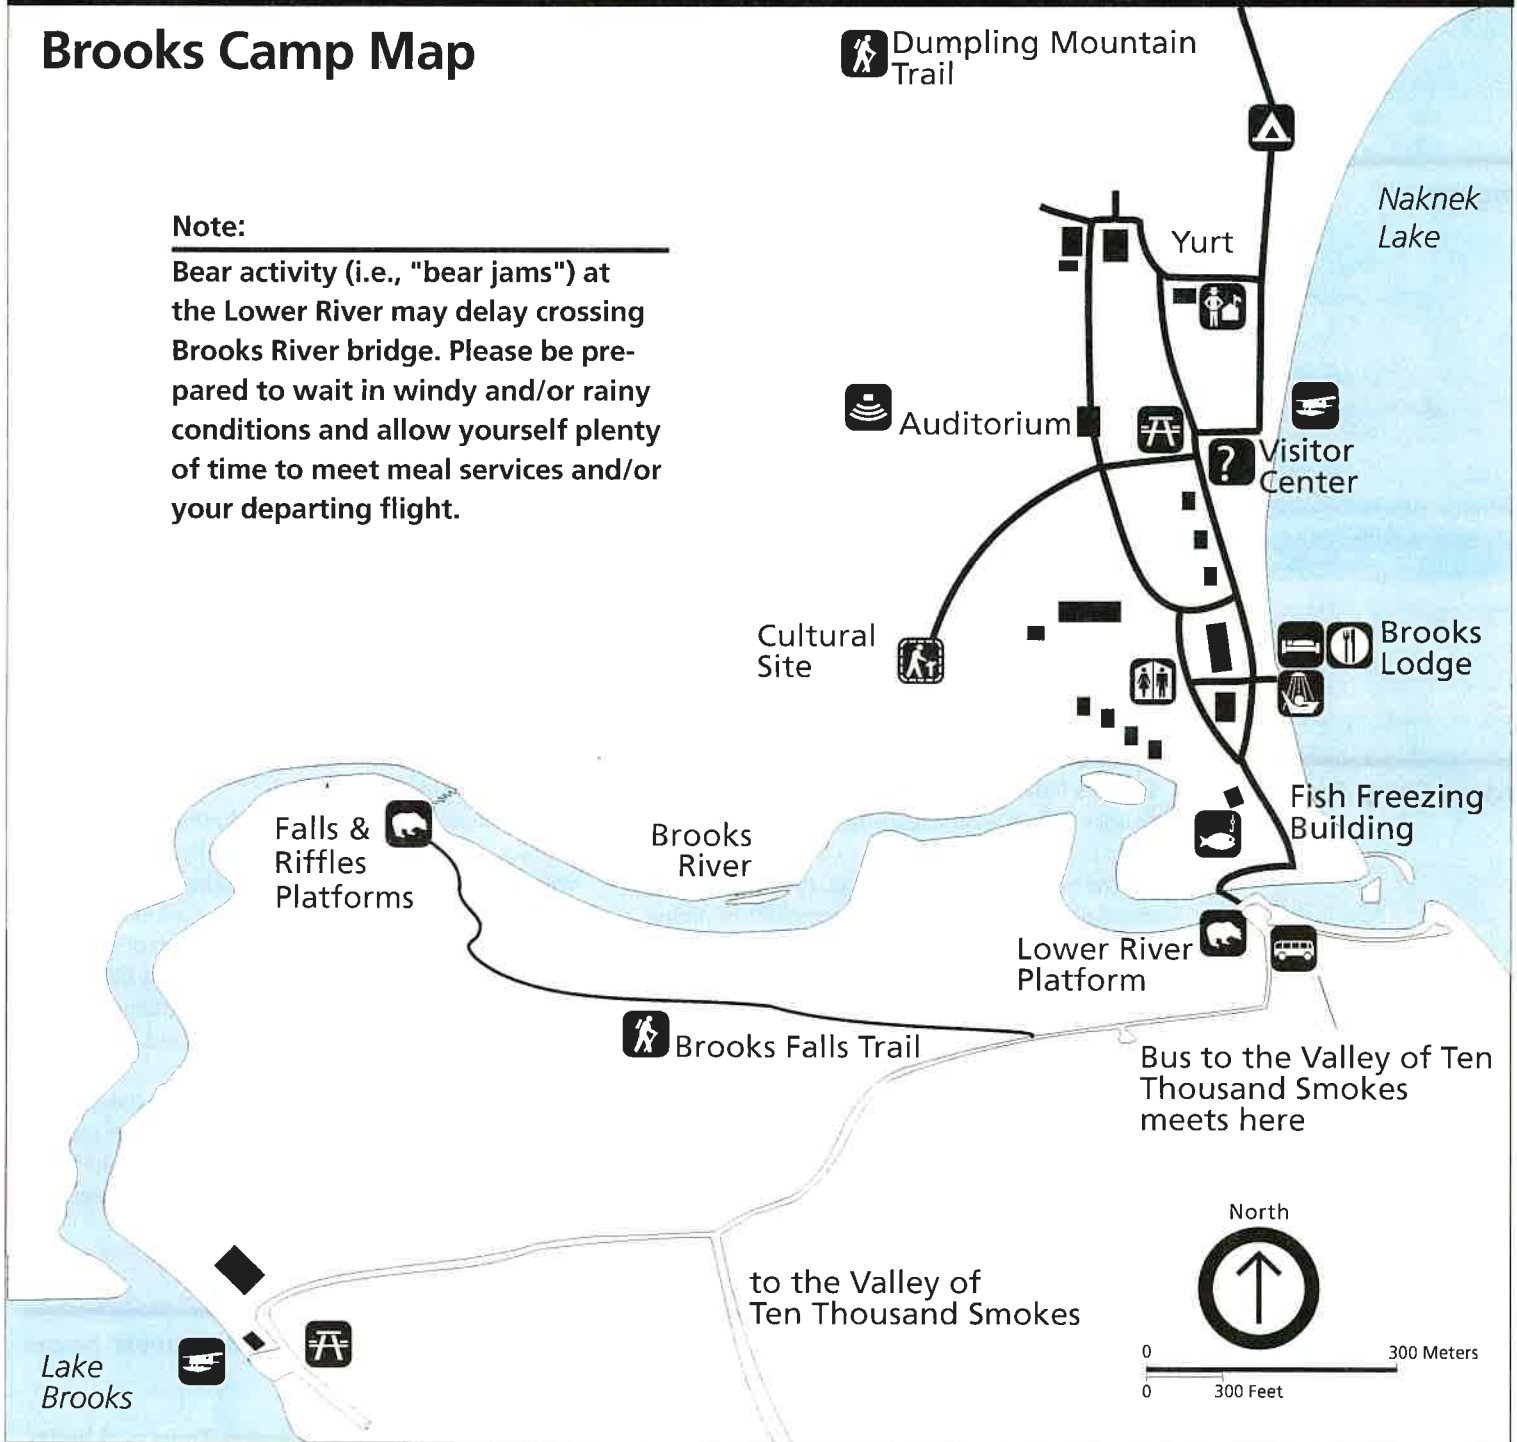 Brooks Camp Map
Dumpling Mountain
Trail
Naknek
Lake
Note:
Bear activity (i.e., "bear jams") at
the Lower River may delay crossing
Brooks River bridge. Please be pre-
pared to wait in windy and/or rainy
conditions and allow yourself plenty
of time to meet meal services and/or
your departing flight.
Yurt
Auditorium
?
Visitor
Center
Cultural
Site
Brooks
Lodge
Fish Freezing
Building
Falls &
Riffles
Platforms
Brooks
River
Lower River
Platform
Brooks Falls Trail
Bus to the Valley of Ten
Thousand Smokes
meets here
North
to the Valley of
Ten Thousand Smokes
0 300 Meters
0 300 Feet
Lake
Brooks